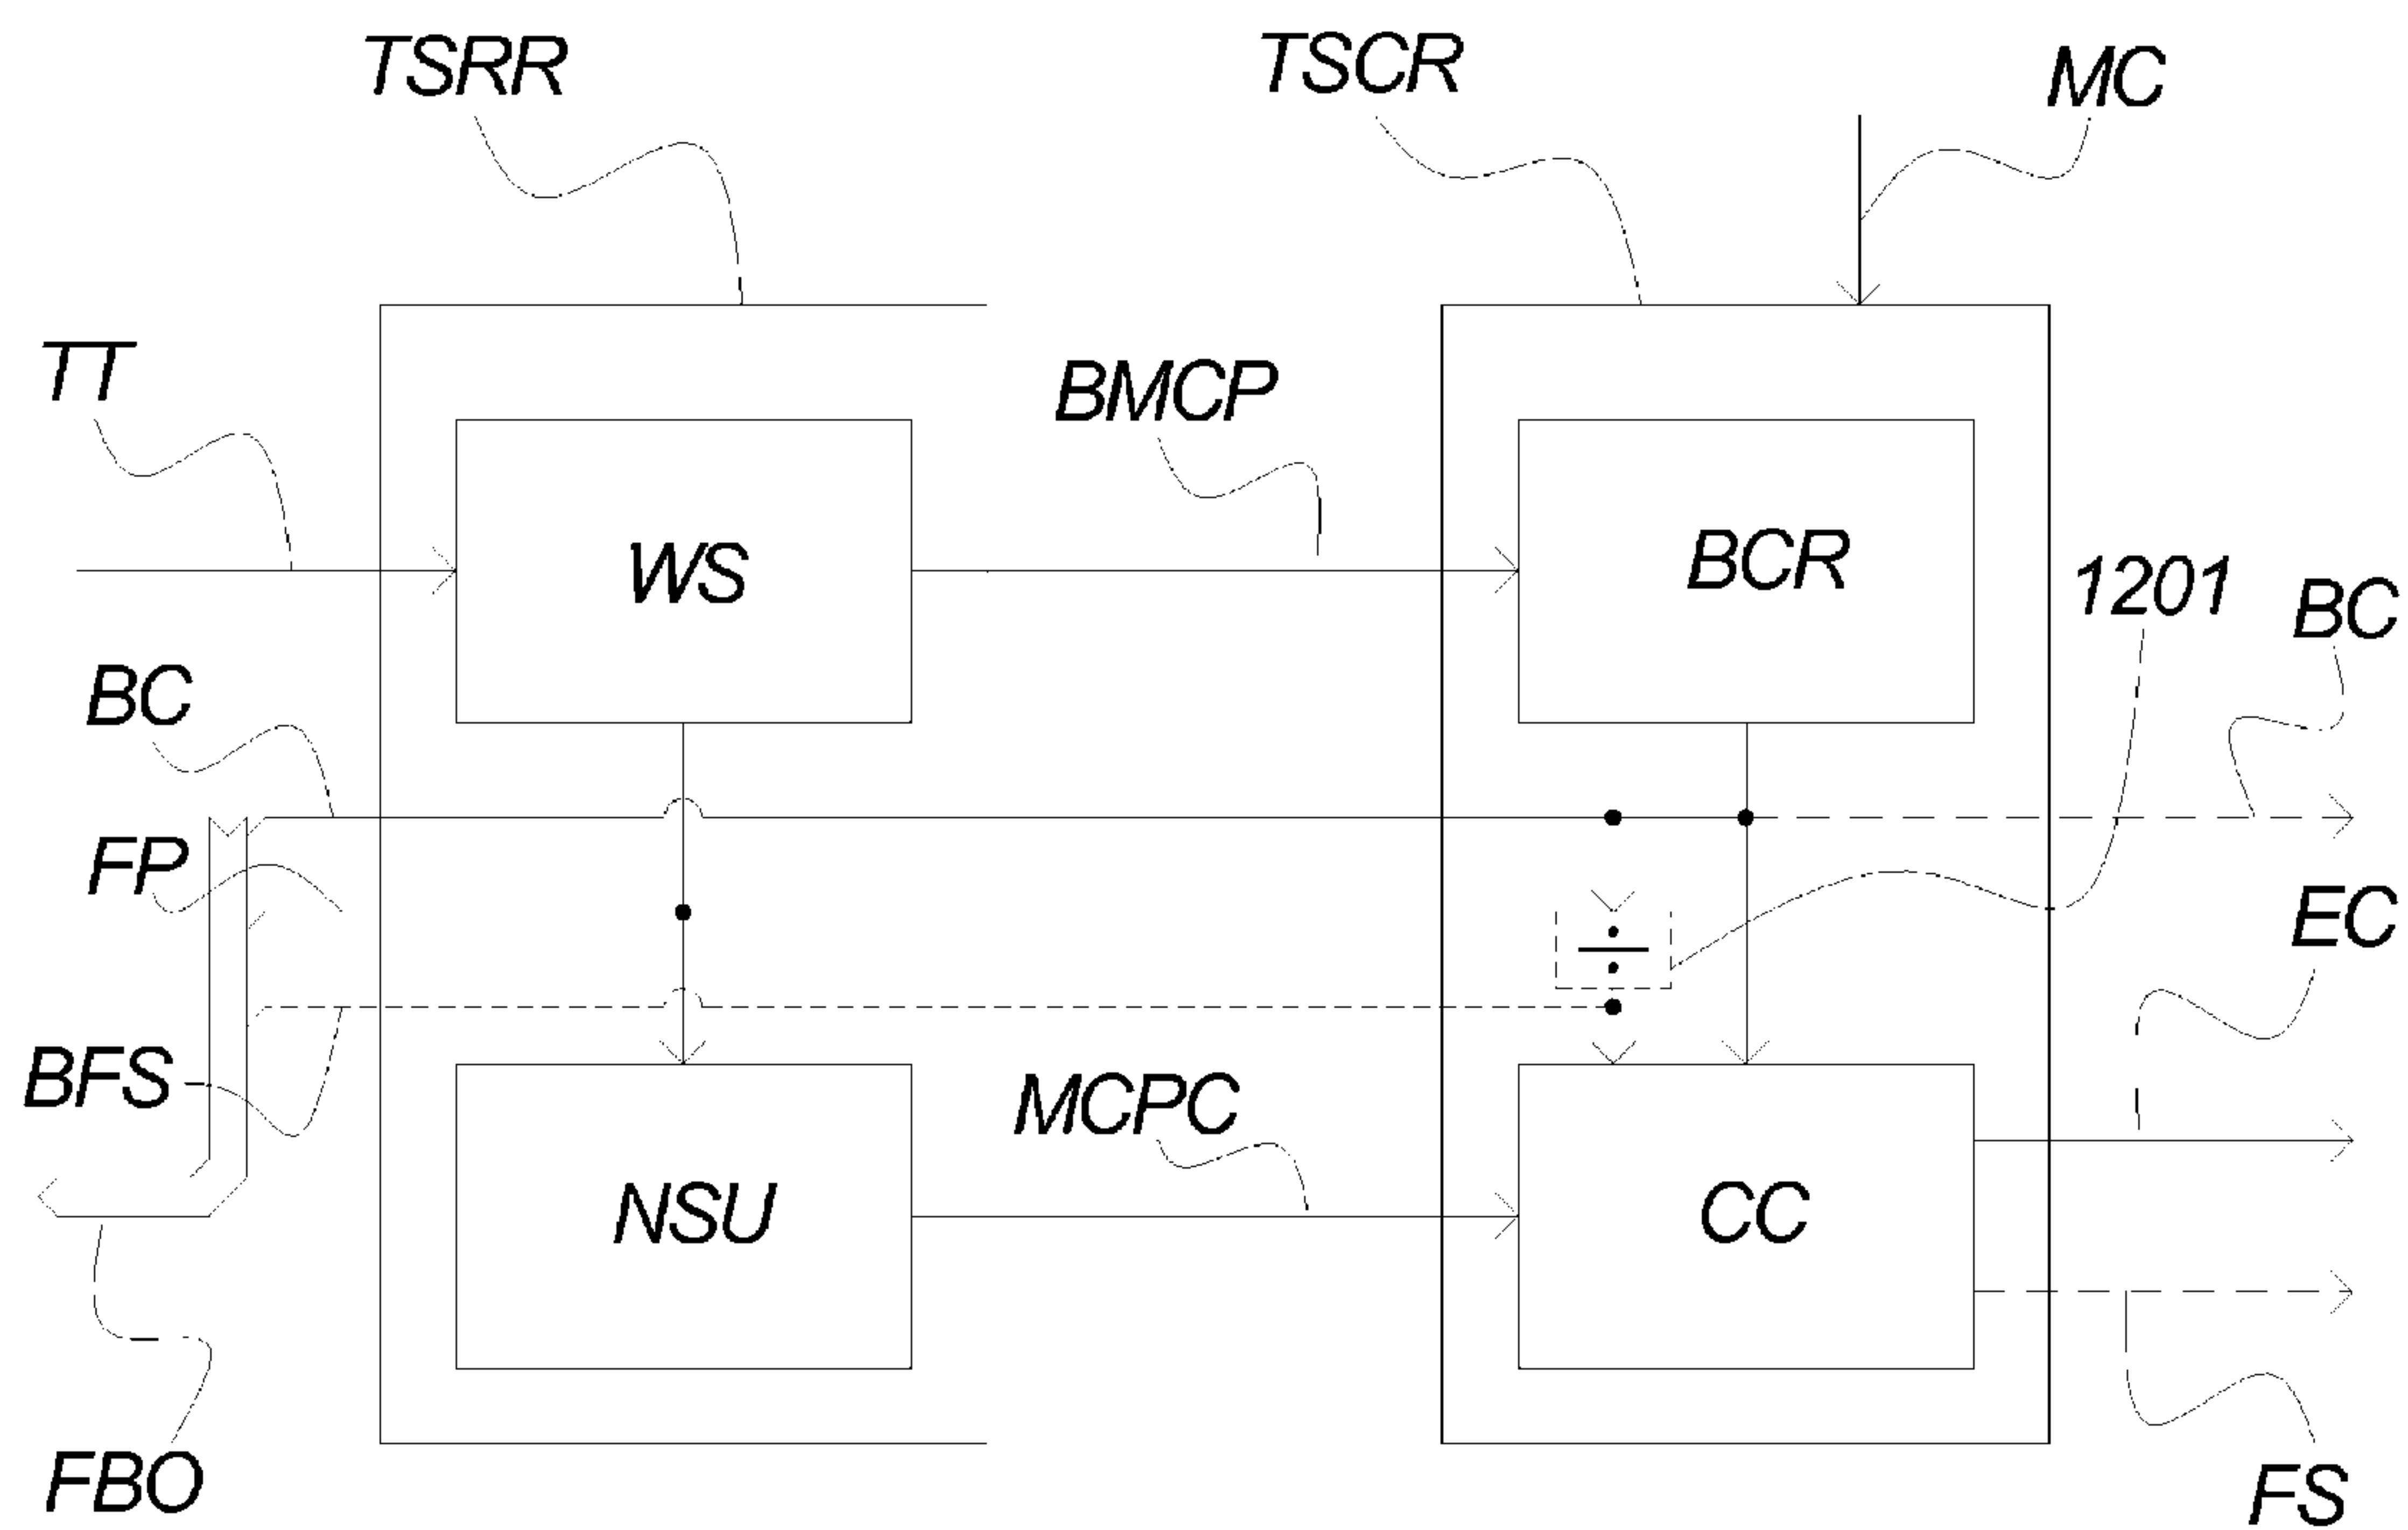 TSRR
TSCR
MC
TT
BMCP
WS
BCR
1201
BC
BC
FP
EC
BFS
MCPC
NSU
CC
FBO
FS